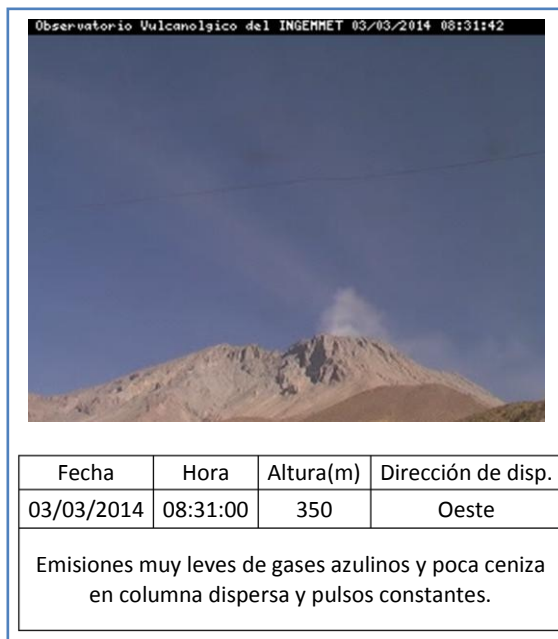 Observatorio Vulcanolgico del INGEMMET 03/03/2014 08:31:42
Fecha Hora Altura(m) Dirección de disp.
03/03/2014 08:31:00 350 Oeste
Emisiones muy leves de gases azulinos y poca ceniza
en columna dispersa y pulsos constantes.